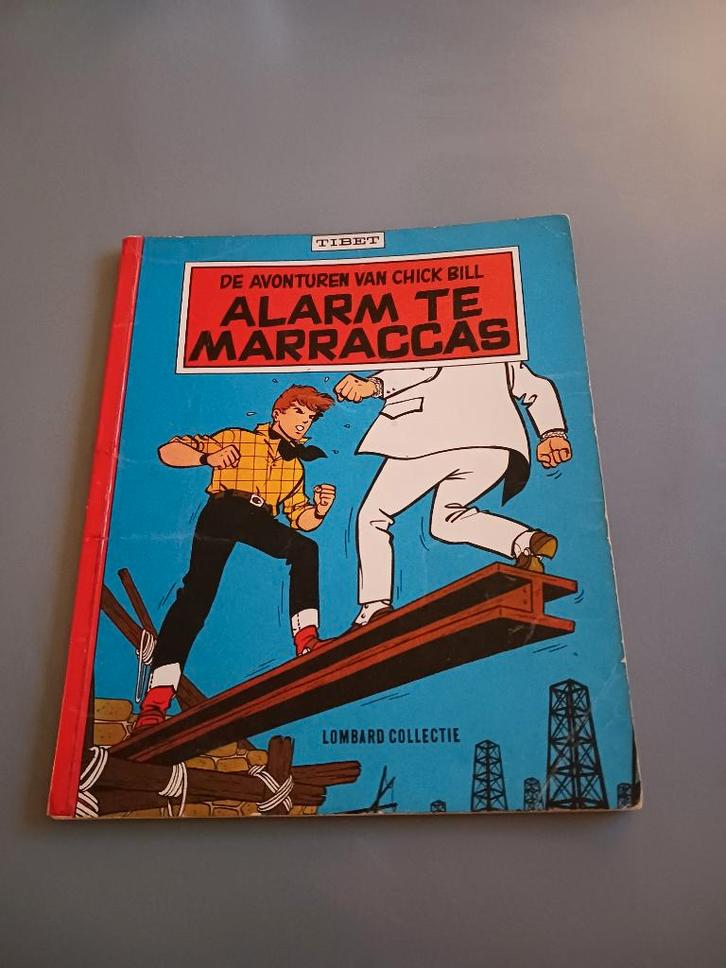 TIBET
DE AVONTUREN VAN CHICK BILL
ALARM TE
MARRACCAS
LOMBARD COLLECTIE